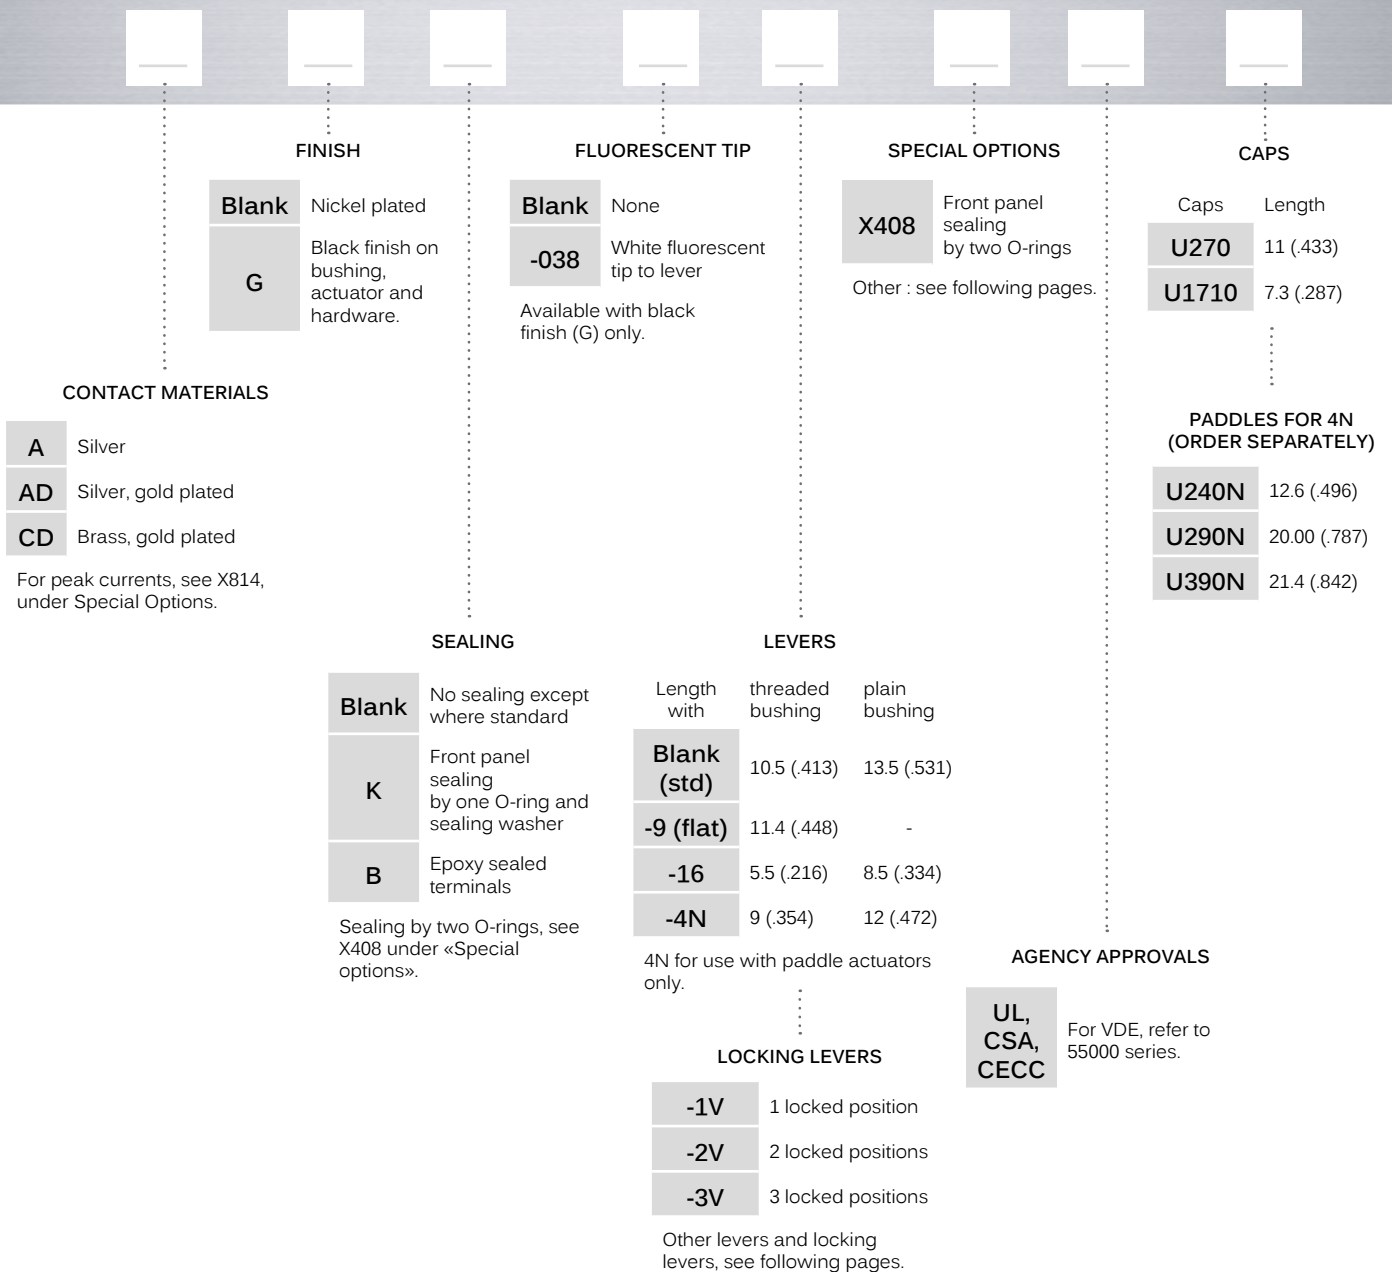 FINISH
Blank Nickel plated
G
Black finish on
bushing,
actuator and
hardware.
FLUORESCENT TIP
Blank None
-038
White fluorescent
tip to lever
Available with black
finish (G) only.
SPECIAL OPTIONS
X408
Front panel
sealing
by two O-rings
Other : see following pages.
CAPS
Caps Length
U270 11 (.433)
U1710 7.3 (.287)
PADDLES FOR 4N
(ORDER SEPARATELY)
U240N 12.6 (.496)
U290N 20.00 (.787)
U390N 21.4 (.842)
CONTACT MATERIALS
A Silver
AD Silver, gold plated
CD Brass, gold plated
For peak currents, see X814,
under Special Options.
SEALING
Blank
No sealing except
where standard
K
Front panel
sealing
by one O-ring and
sealing washer
B
Epoxy sealed
terminals
Sealing by two O-rings, see
X408 under «Special
options».
LEVERS
Length threaded plain
with bushing bushing
Blank
(std) 10.5 (.413) 13.5 (.531)
-9 (flat) 11.4 (.448) -
-16 5.5 (.216) 8.5 (.334)
-4N 9 (.354) 12 (.472)
4N for use with paddle actuators
only.
LOCKING LEVERS
-1V 1 locked position
-2V 2 locked positions
-3V 3 locked positions
Other levers and locking
levers, see following pages.
AGENCY APPROVALS
UL,
CSA,
CECC
For VDE, refer to
55000 series.